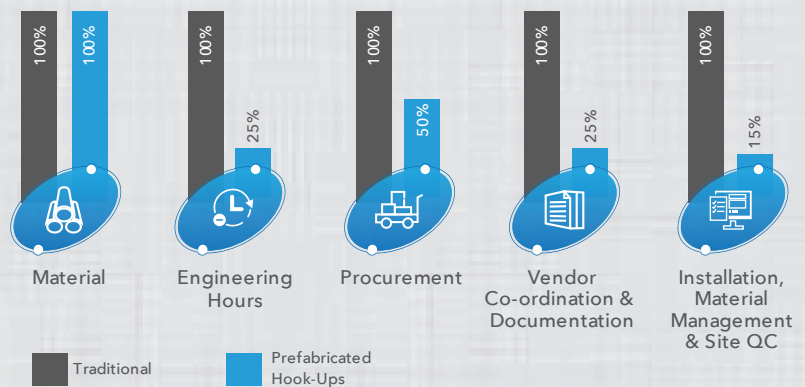 100%
100%
100%
25%
100%
50%
100%
25%
100%
15%
Material
Engineering
Hours
Procurement
Vendor
Co-ordination &
Documentation
Installation,
Material
Management
& Site QC
Traditional
Prefabricated
Hook-Ups